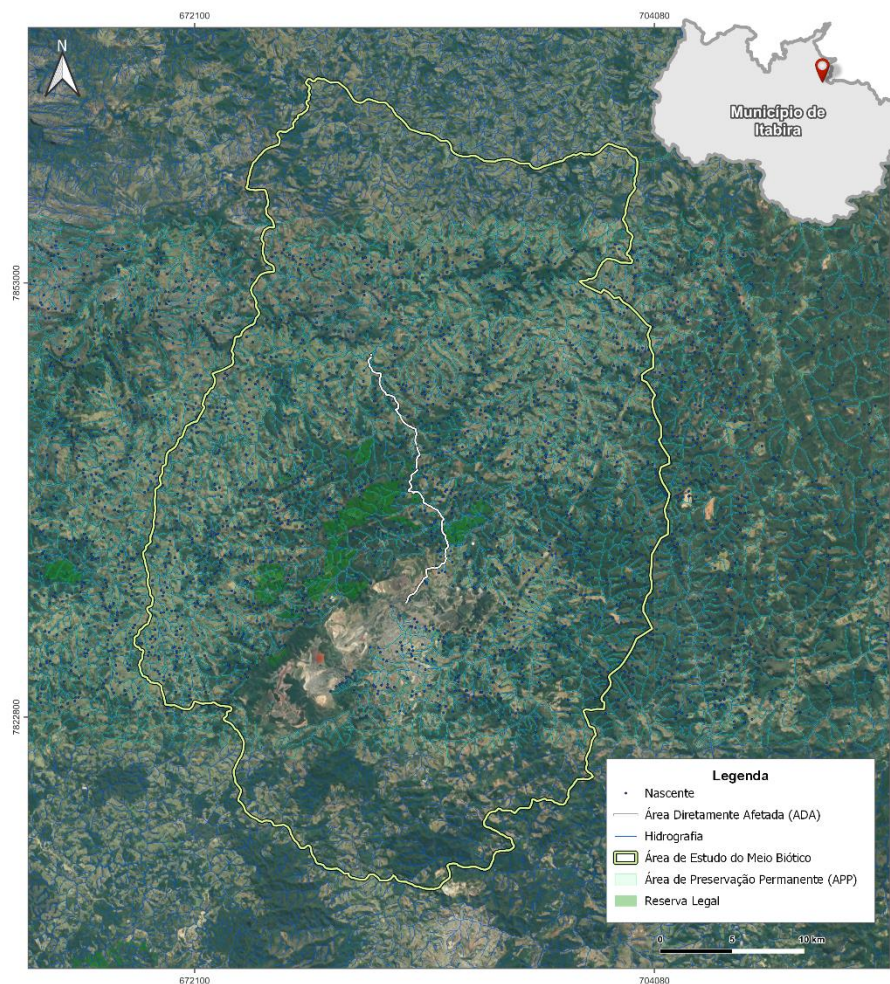 672100
704080
N
Município de
Itabira
7853000
7822800
Legenda
Nascente
Área Diretamente Afetada (ADA)
Hidrografia
Área de Estudo do Meio Biótico
Área de Preservação Permanente (APP)
Reserva Legal
0 5 10 km
672100
704080